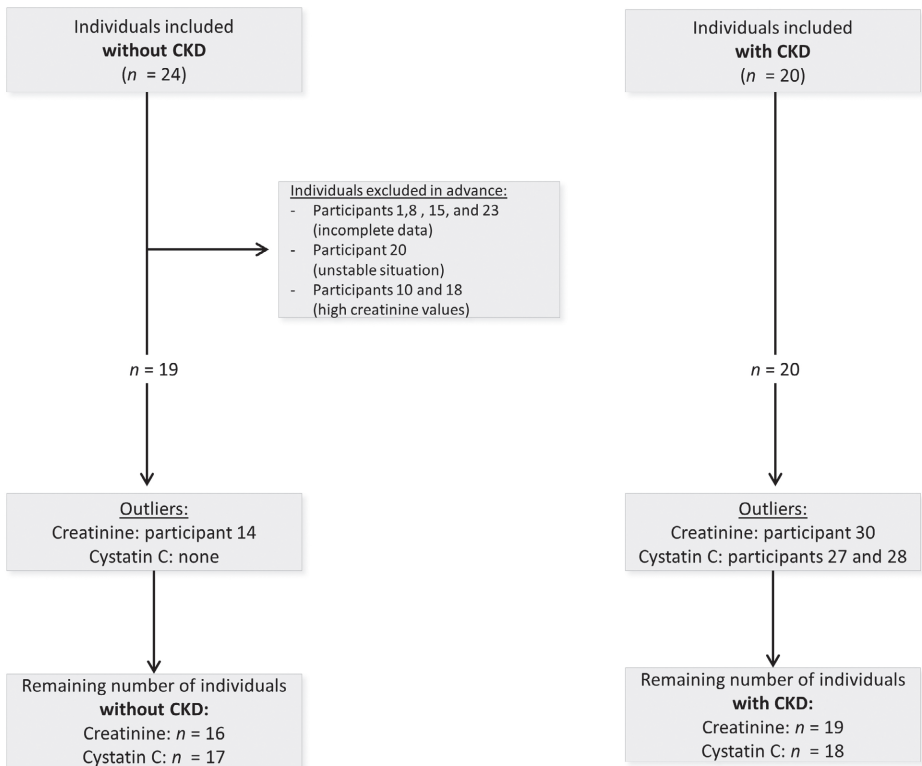 Individuals included
without CKD
(n = 24)
Individuals included
with CKD
(n = 20)
Individuals excluded in advance:
- Participants 1,8 , 15, and 23
(incomplete data)
- Participant 20
(unstable situation)
- Participants 10 and 18
(high creatinine values)
n = 19
n = 20
Outliers:
Creatinine: participant 14
Cystatin C: none
Outliers:
Creatinine: participant 30
Cystatin C: participants 27 and 28
Remaining number of individuals
without CKD:
Creatinine: n = 16
Cystatin C: n = 17
Remaining number of individuals
with CKD:
Creatinine: n = 19
Cystatin C: n = 18